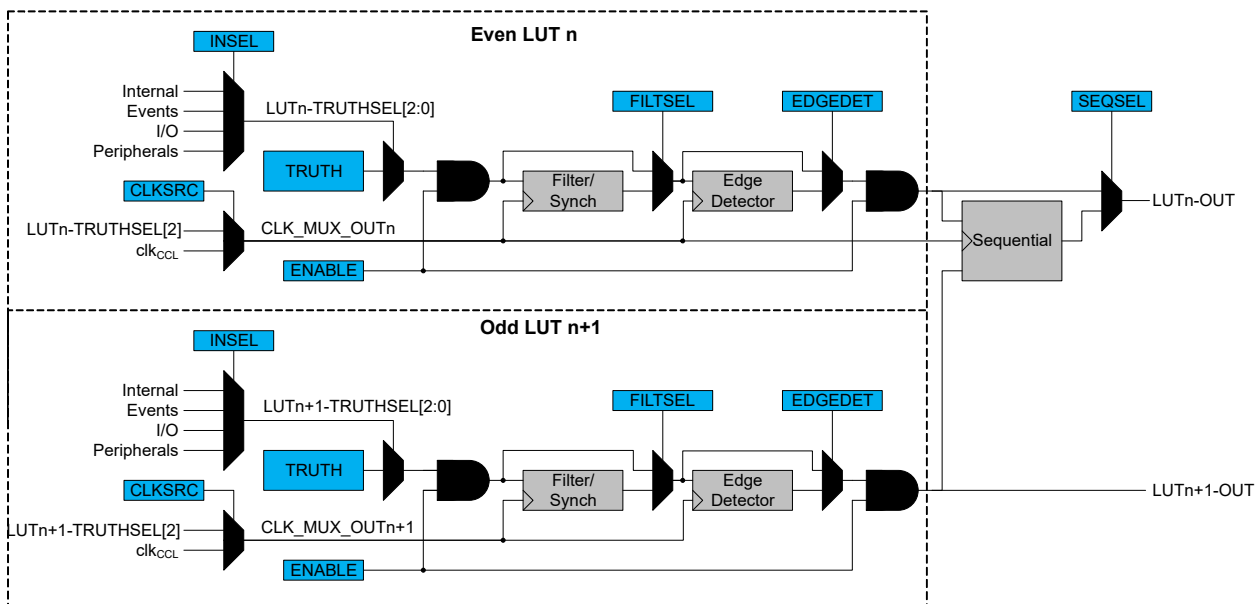 Even LUT n
INSEL
Internal
Events
I/O
Peripherals
LUTn-TRUTHSEL[2:0]
FILTSEL
EDGEDET
SEQSEL
TRUTH
Filter/
Synch
Edge
Detector
CLKSRC
LUTn-TRUTHSEL[2]
clkCCL
CLK_MUX_OUTn
ENABLE
Sequential
LUTn-OUT
Odd LUT n+1
INSEL
Internal
Events
I/O
Peripherals
LUTn+1-TRUTHSEL[2:0]
FILTSEL
EDGEDET
TRUTH
Filter/
Synch
Edge
Detector
CLKSRC
LUTn+1-TRUTHSEL[2]
clkCCL
CLK_MUX_OUTn+1
ENABLE
LUTn+1-OUT